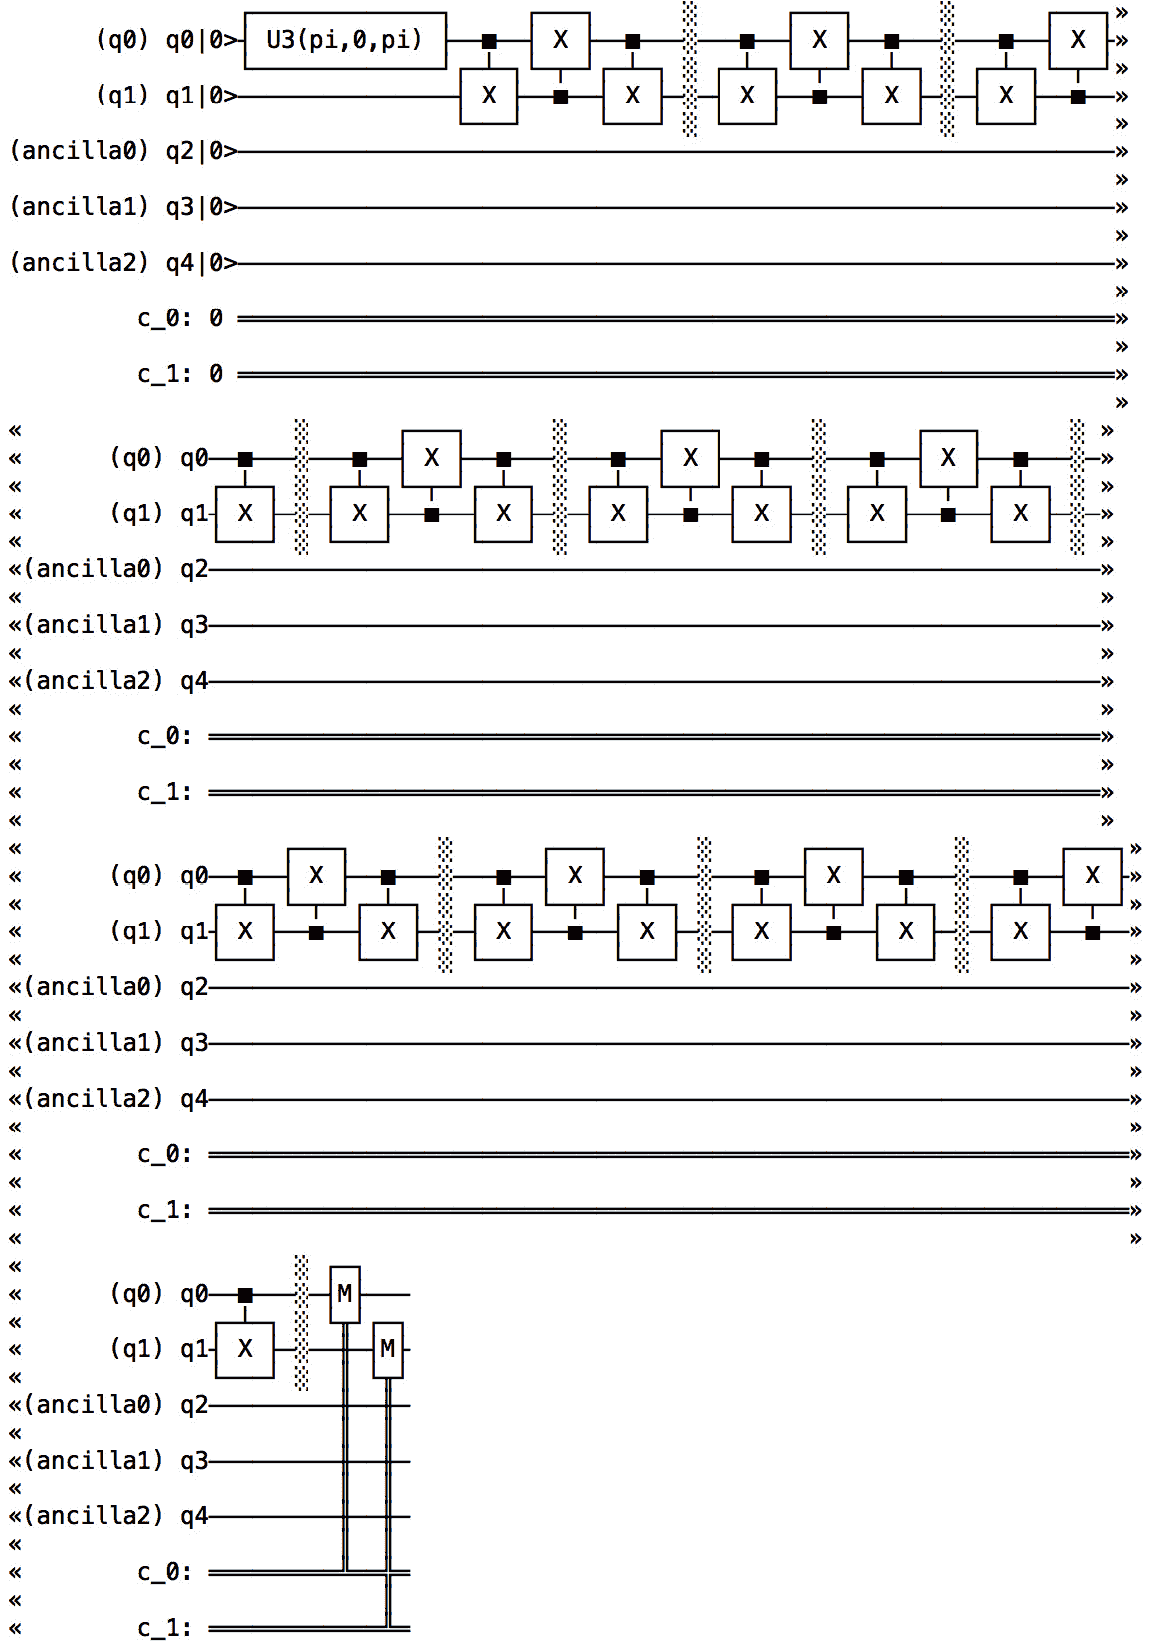 »
(q0) q0|0> U3(pi,0,pi) X X X »
»
(q1) q1|0> X X X X X »
»
(ancilla0) q2|0> »
»
(ancilla1) q3|0> »
»
(ancilla2) q4|0> »
»
c_0: 0 »
»
c_1: 0 »
»
« »
« (q0) q0 X X X »
« »
« (q1) q1 X X X X X X X »
« »
«(ancilla0) q2 »
« »
«(ancilla1) q3 »
« »
«(ancilla2) q4 »
« »
« c_0: »
« »
« c_1: »
« »
« »
« (q0) q0 X X X X »
« »
« (q1) q1 X X X X X X X »
« »
«(ancilla0) q2 »
« »
«(ancilla1) q3 »
« »
«(ancilla2) q4 »
« »
« c_0: »
« »
« c_1: »
« »
«
« (q0) q0 M
«
« (q1) q1 X M
«
«(ancilla0) q2
«
«(ancilla1) q3
«
«(ancilla2) q4
«
« c_0:
«
« c_1: